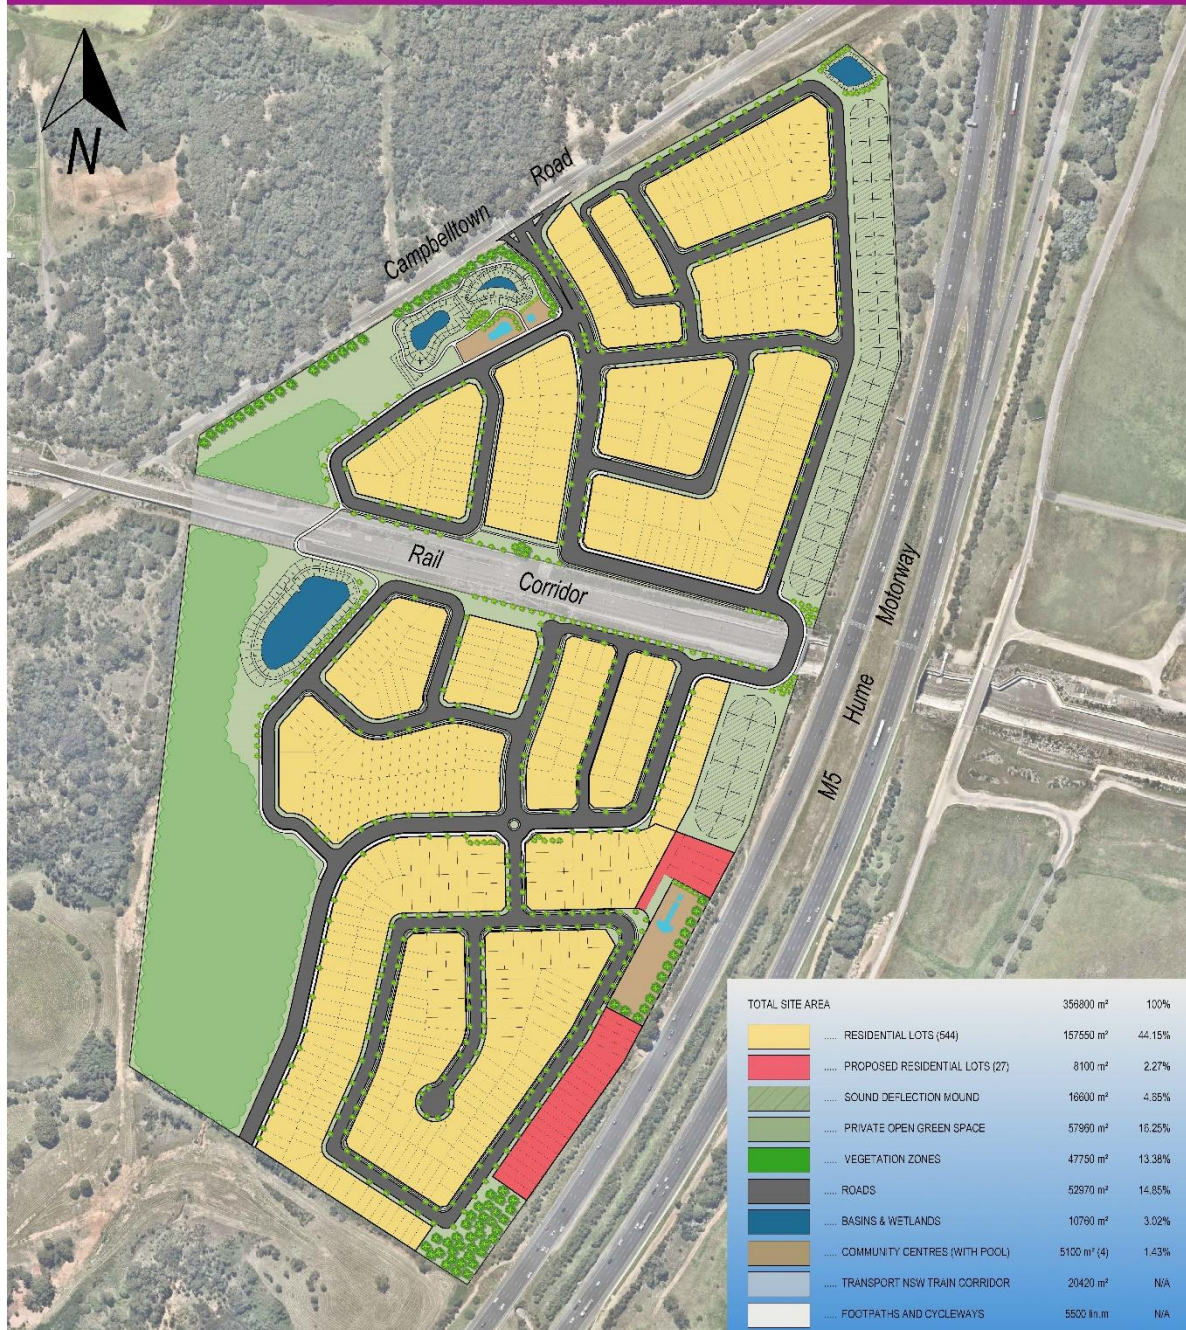 N
Campbelltown Road
Rail Corridor
M5 Hume Motorway
TOTAL SITE AREA 356800 m² 100%
..... RESIDENTIAL LOTS (544) 157550 m² 44.15%
..... PROPOSED RESIDENTIAL LOTS (27) 8100 m² 2.27%
..... SOUND DEFLECTION MOUND 16600 m² 4.65%
..... PRIVATE OPEN GREEN SPACE 57960 m² 16.25%
..... VEGETATION ZONES 47750 m² 13.38%
..... ROADS 52970 m² 14.85%
..... BASINS & WETLANDS 10760 m² 3.02%
..... COMMUNITY CENTRES (WITH POOL) 5100 m² (4) 1.43%
..... TRANSPORT NSW TRAIN CORRIDOR 20420 m² N/A
..... FOOTPATHS AND CYCLEWAYS 5500 lin.m N/A